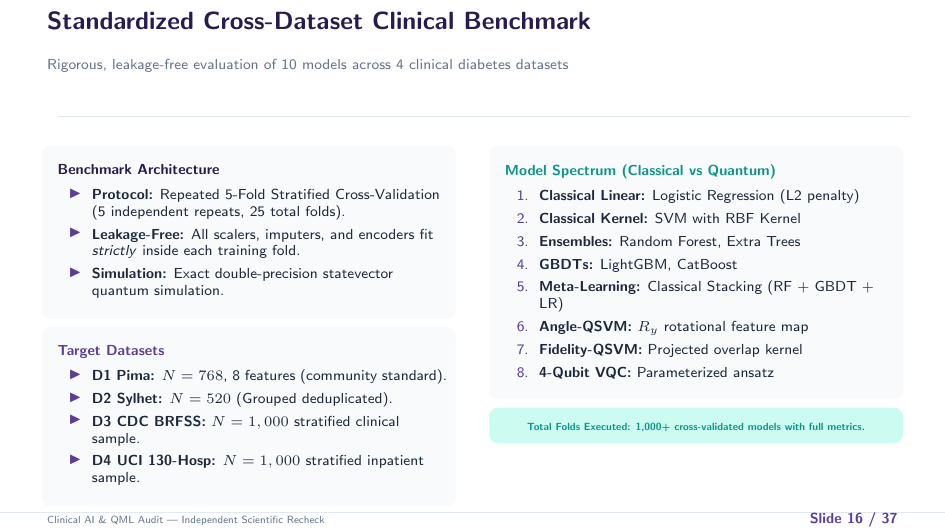 Standardized Cross-Dataset Clinical Benchmark
Rigorous, leakage-free evaluation of 10 models across 4 clinical diabetes datasets
Benchmark Architecture
▶ Protocol: Repeated 5-Fold Stratified Cross-Validation
(5 independent repeats, 25 total folds).
▶ Leakage-Free: All scalers, imputers, and encoders fit
strictly inside each training fold.
▶ Simulation: Exact double-precision statevector
quantum simulation.
Target Datasets
▶ D1 Pima: N = 768, 8 features (community standard).
▶ D2 Sylhet: N = 520 (Grouped deduplicated).
▶ D3 CDC BRFSS: N = 1,000 stratified clinical
sample.
▶ D4 UCI 130-Hosp: N = 1,000 stratified inpatient
sample.
Model Spectrum (Classical vs Quantum)
1. Classical Linear: Logistic Regression (L2 penalty)
2. Classical Kernel: SVM with RBF Kernel
3. Ensembles: Random Forest, Extra Trees
4. GBDTs: LightGBM, CatBoost
5. Meta-Learning: Classical Stacking (RF + GBDT +
LR)
6. Angle-QSVM: R_y rotational feature map
7. Fidelity-QSVM: Projected overlap kernel
8. 4-Qubit VQC: Parameterized ansatz
Total Folds Executed: 1,000+ cross-validated models with full metrics.
Clinical AI & QML Audit — Independent Scientific Recheck
Slide 16 / 37